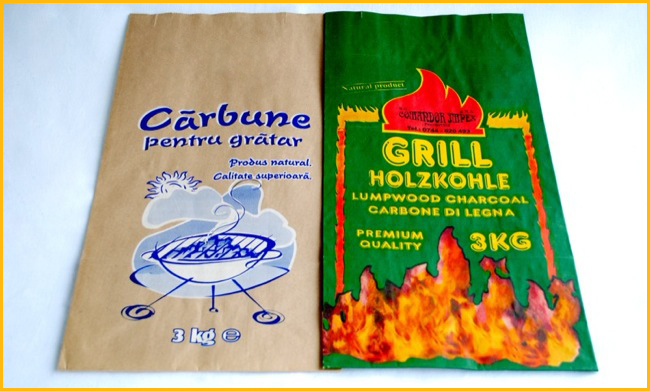 Cărbune
pentru grătar
Produs natural.
Calitate superioară.
3 kg e
Natural product
GRILL
HOLZKOHLE
LUMPWOOD CHARCOAL
CARBONE DI LEGNA
PREMIUM
QUALITY
3KG